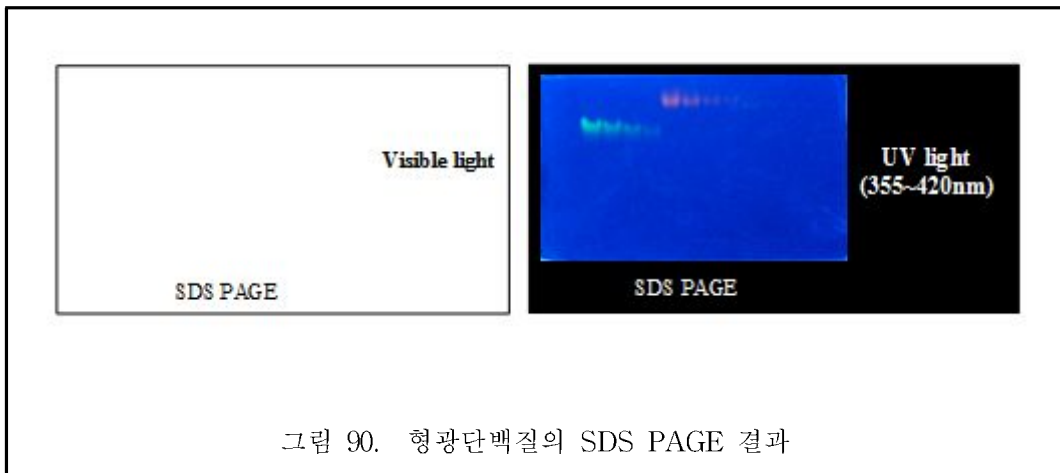 Visible light
SDS PAGE
UV light
(355~420nm)
SDS PAGE
그림 90. 형광단백질의 SDS PAGE 결과